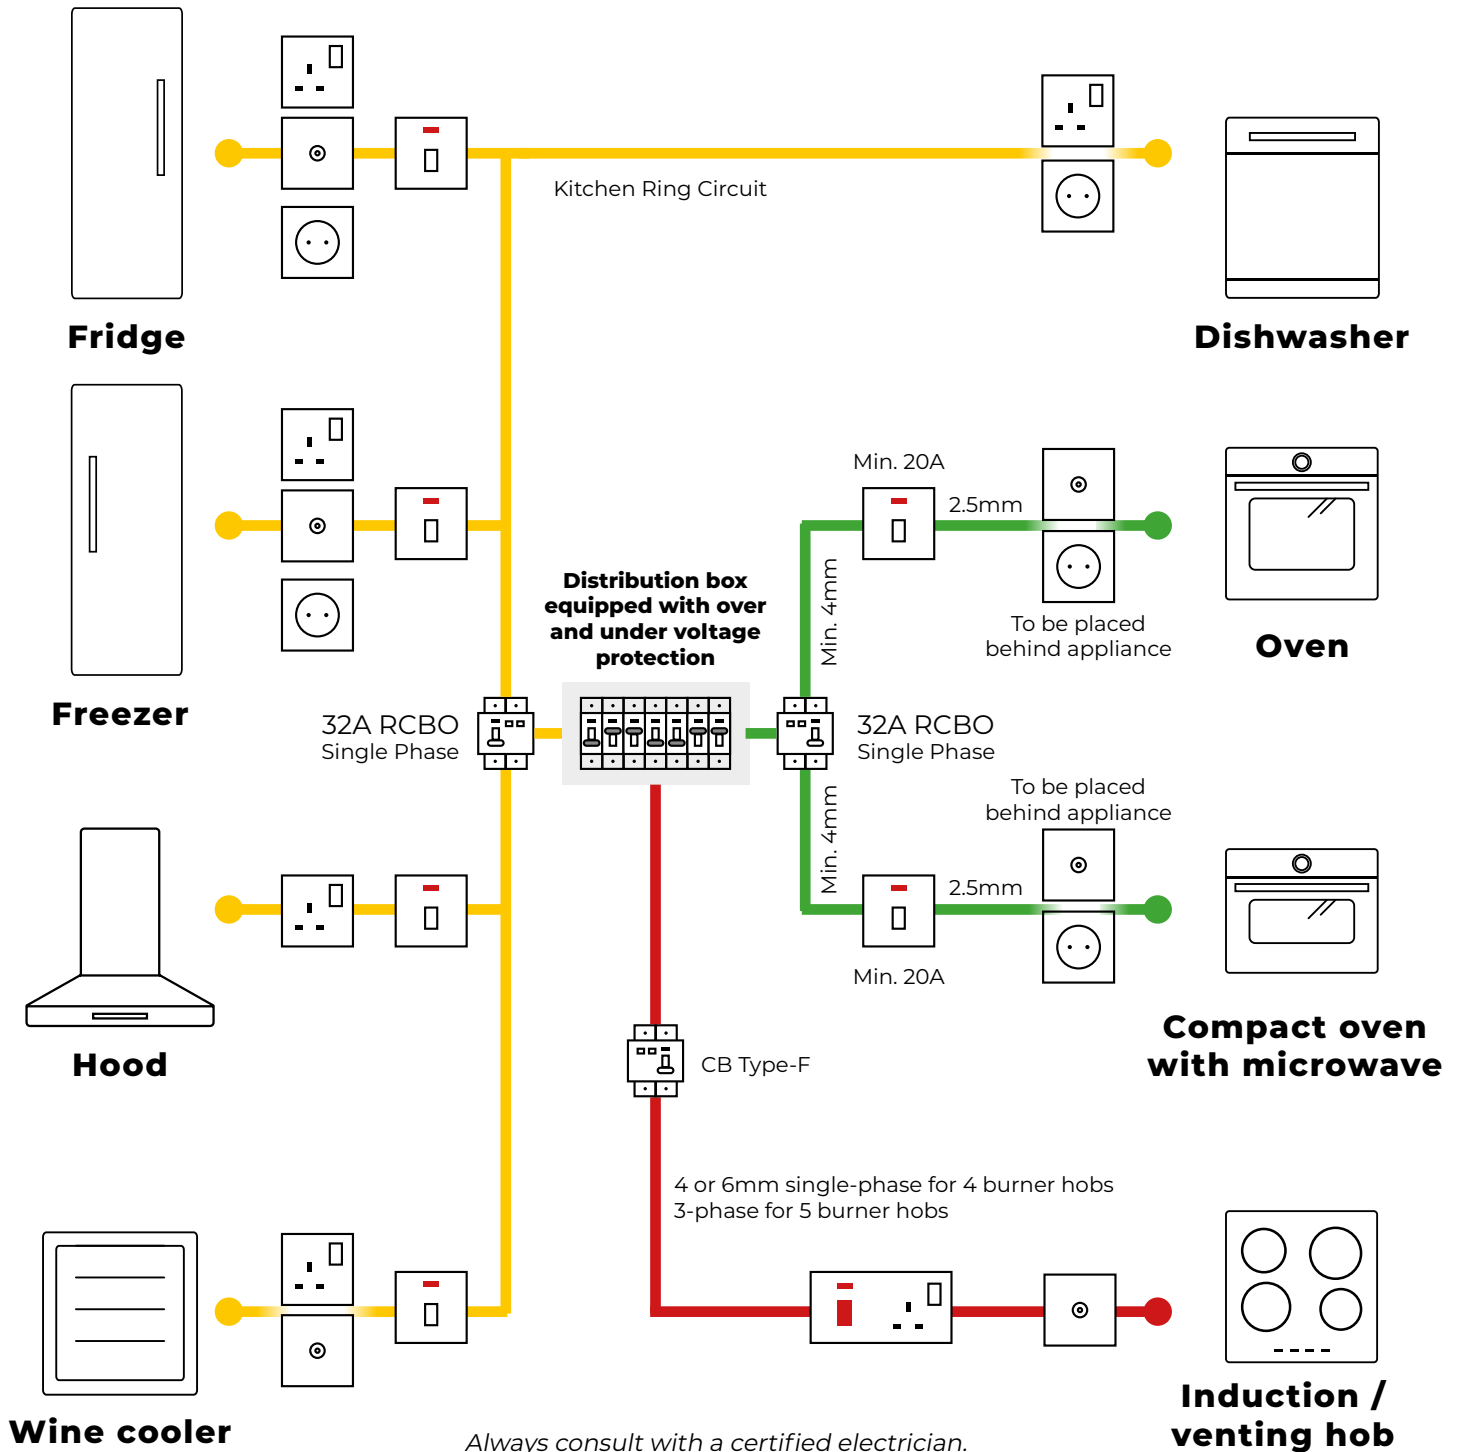 Kitchen Ring Circuit
Fridge
Dishwasher
Min. 20A
2.5mm
Min. 4mm
To be placed
behind appliance
Oven
Distribution box
equipped with over
and under voltage
protection
Freezer
32A RCBO
Single Phase
32A RCBO
Single Phase
To be placed
behind appliance
Min. 4mm
2.5mm
Min. 20A
Compact oven
with microwave
Hood
CB Type-F
4 or 6mm single-phase for 4 burner hobs
3-phase for 5 burner hobs
Induction /
venting hob
Wine cooler
Always consult with a certified electrician.